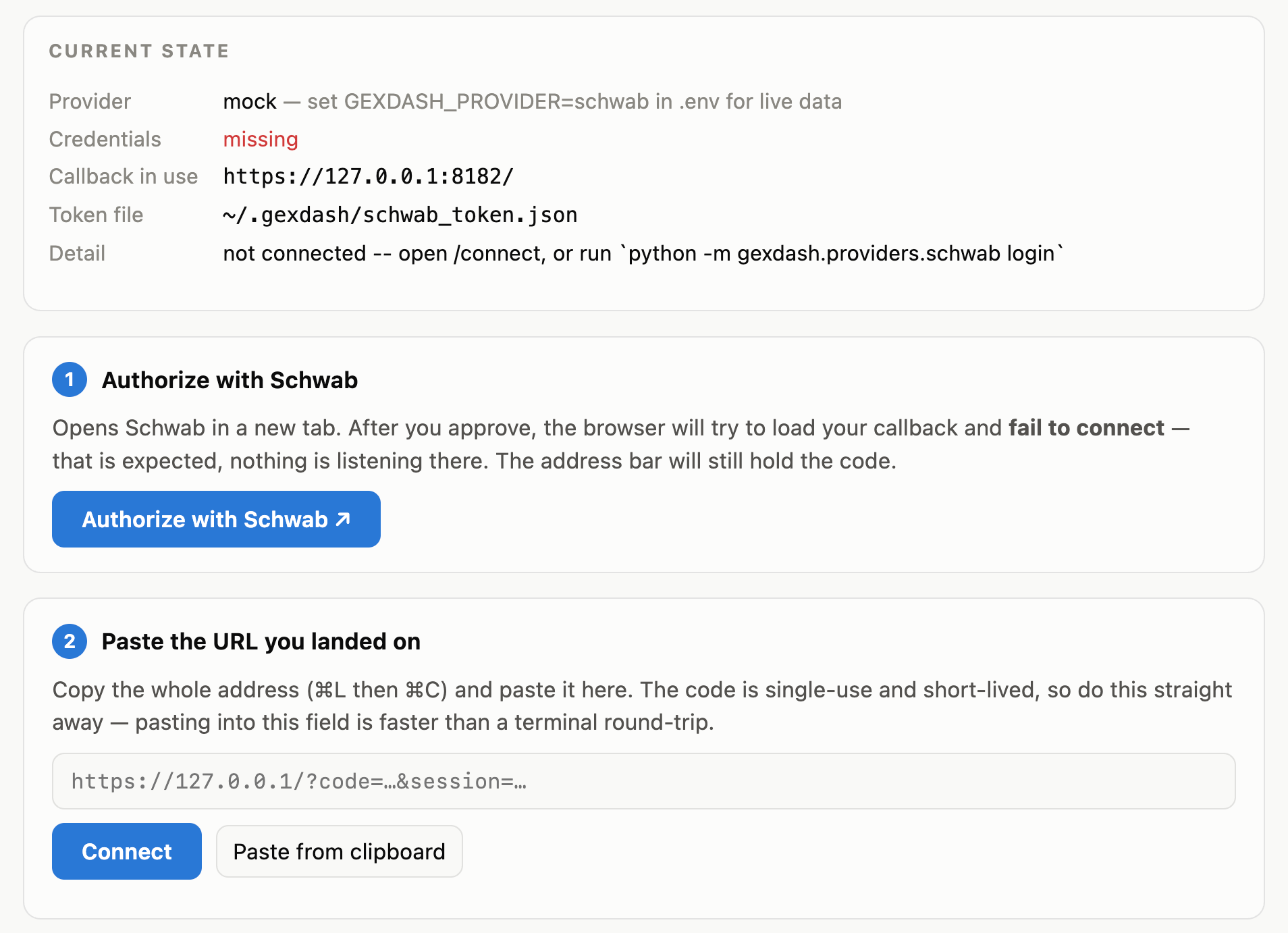 CURRENT STATE
Provider mock — set GEXDASH_PROVIDER=schwab in .env for live data
Credentials missing
Callback in use https://127.0.0.1:8182/
Token file ~/.gexdash/schwab_token.json
Detail not connected -- open /connect, or run `python -m gexdash.providers.schwab login`
1 Authorize with Schwab
Opens Schwab in a new tab. After you approve, the browser will try to load your callback and fail to connect —
that is expected, nothing is listening there. The address bar will still hold the code.
Authorize with Schwab ↗
2 Paste the URL you landed on
Copy the whole address (⌘L then ⌘C) and paste it here. The code is single-use and short-lived, so do this straight
away — pasting into this field is faster than a terminal round-trip.
https://127.0.0.1/?code=…&session=…
Connect Paste from clipboard